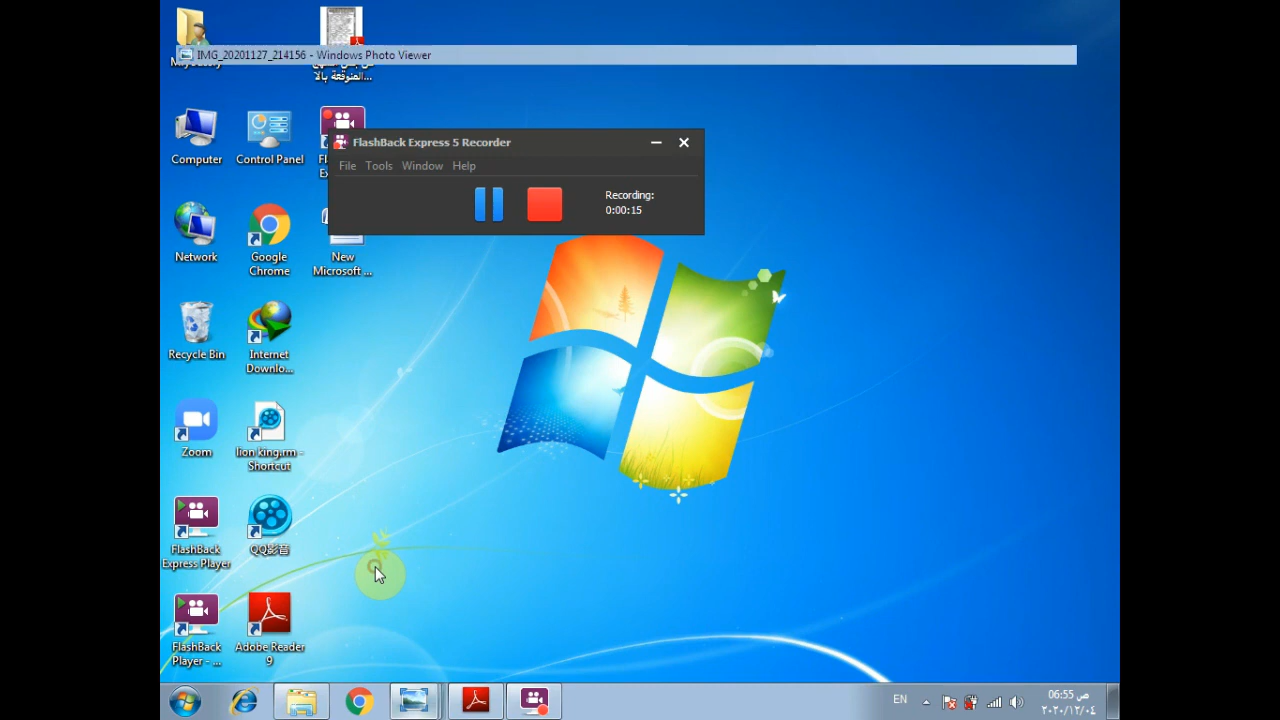 IMG_20201127_214156 - Windows Photo Viewer
المتوقعة بالا...
Computer
Control Panel
FlashBack Express 5 Recorder
File Tools Window Help
Recording:
0:00:15
Network
Google
Chrome
New
Microsoft ...
Recycle Bin
Internet
Downlo...
Zoom
lion king.rm -
Shortcut
FlashBack
Express Player
QQ影音
FlashBack
Player - ...
Adobe Reader
9
EN
06:55 ص
٢٠٢٠/١٢/٠٤